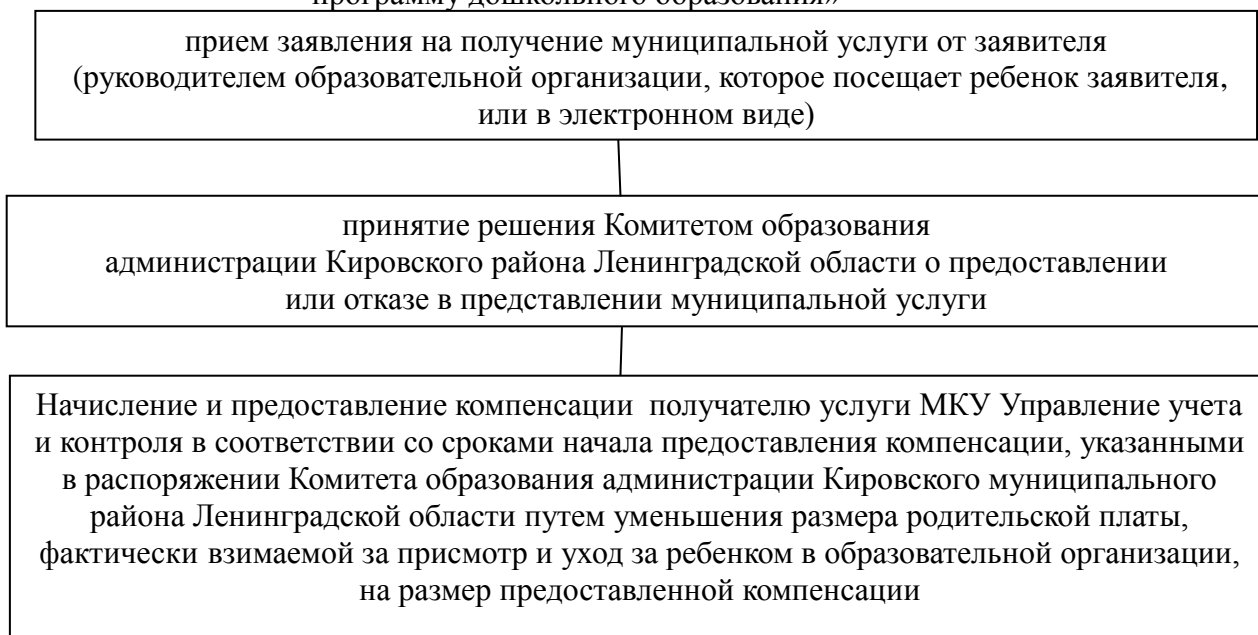 программу дошкольного образования»
прием заявления на получение муниципальной услуги от заявителя
(руководителем образовательной организации, которое посещает ребенок заявителя,
или в электронном виде)
принятие решения Комитетом образования
администрации Кировского района Ленинградской области о предоставлении
или отказе в представлении муниципальной услуги
Начисление и предоставление компенсации получателю услуги МКУ Управление учета
и контроля в соответствии со сроками начала предоставления компенсации, указанными
в распоряжении Комитета образования администрации Кировского муниципального
района Ленинградской области путем уменьшения размера родительской платы,
фактически взимаемой за присмотр и уход за ребенком в образовательной организации,
на размер предоставленной компенсации